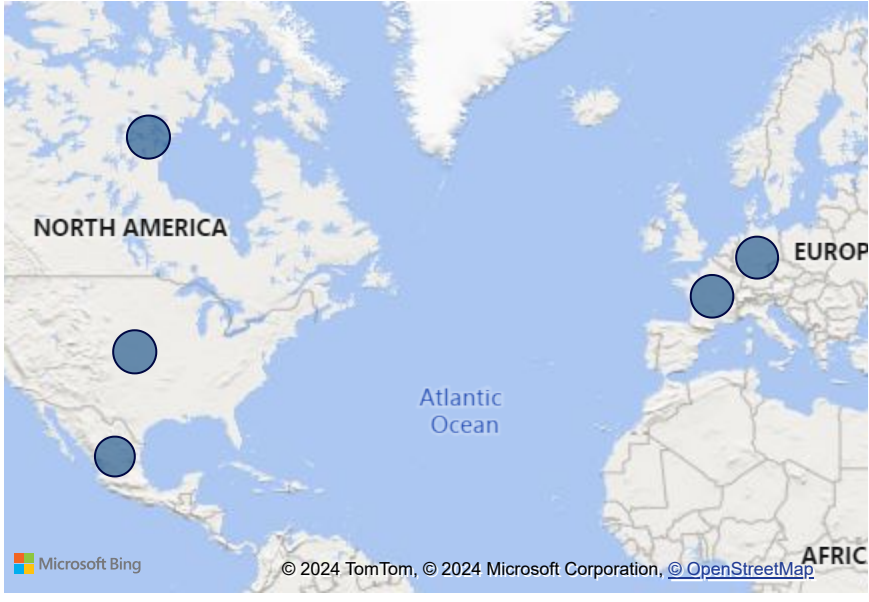 NORTH AMERICA
EUROP
Atlantic
Ocean
AFRIC
Microsoft Bing
© 2024 TomTom, © 2024 Microsoft Corporation, © OpenStreetMap